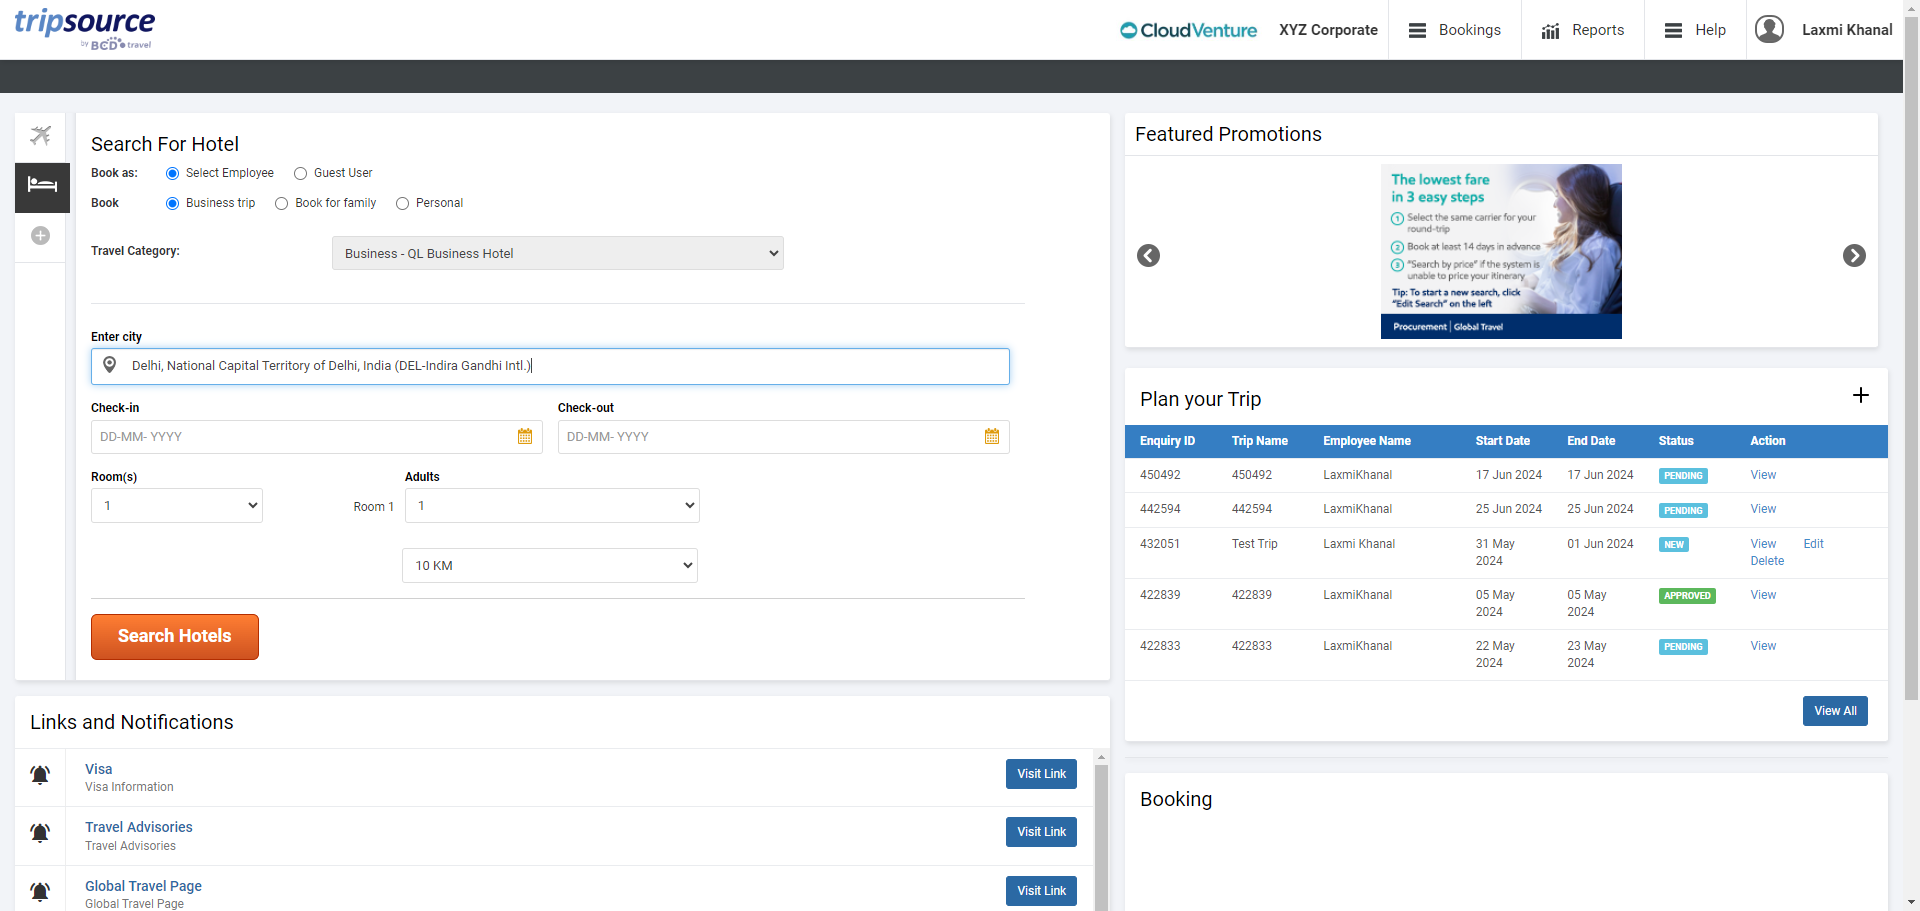 tripsource
by BCD travel
CloudVenture
XYZ Corporate
Bookings
Reports
Help
Laxmi Khanal
Search For Hotel
Book as: Select Employee Guest User
Book Business trip Book for family Personal
Travel Category: Business - QL Business Hotel
Enter city
Delhi, National Capital Territory of Delhi, India (DEL-Indira Gandhi Intl.)
Check-in Check-out
DD-MM- YYYY DD-MM- YYYY
Room(s) Adults
1 Room 1 1
10 KM
Search Hotels
Links and Notifications
Visa
Visa Information
Visit Link
Travel Advisories
Travel Advisories
Visit Link
Global Travel Page
Global Travel Page
Visit Link
Featured Promotions
The lowest fare
in 3 easy steps
1 Select the same carrier for your
round-trip
2 Book at least 14 days in advance
3 "Search by price" if the system is
unable to price your itinerary
Tip: To start a new search, click
"Edit Search" on the left
Procurement | Global Travel
Plan your Trip
Enquiry ID Trip Name Employee Name Start Date End Date Status Action
450492 450492 LaxmiKhanal 17 Jun 2024 17 Jun 2024 PENDING View
442594 442594 LaxmiKhanal 25 Jun 2024 25 Jun 2024 PENDING View
432051 Test Trip Laxmi Khanal 31 May 01 Jun 2024 NEW View Edit
2024 Delete
422839 422839 LaxmiKhanal 05 May 05 May APPROVED View
2024 2024
422833 422833 LaxmiKhanal 22 May 23 May PENDING View
2024 2024
View All
Booking